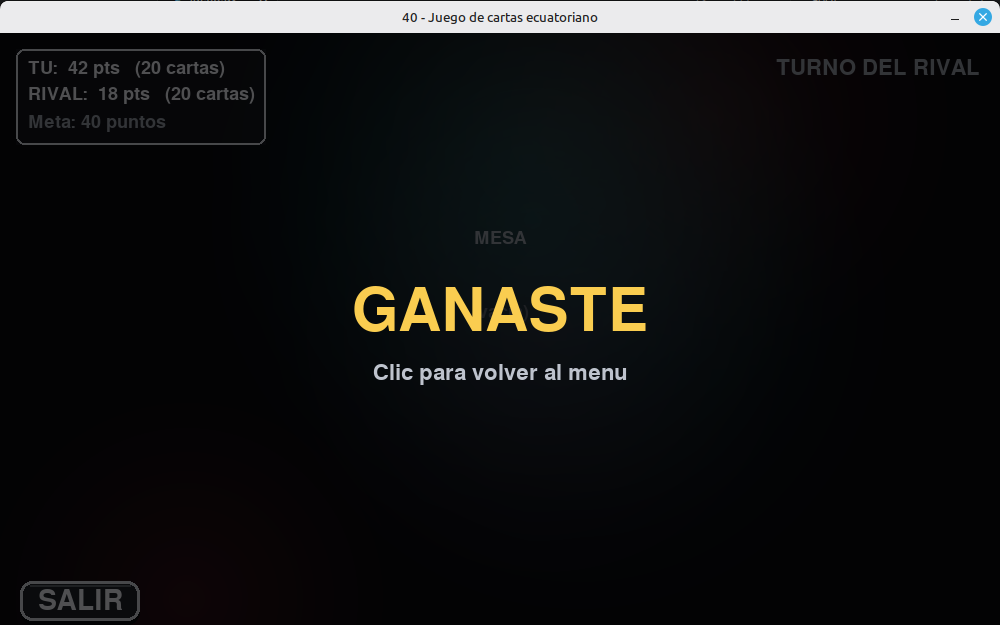 40 - Juego de cartas ecuatoriano
TU: 42 pts (20 cartas)
RIVAL: 18 pts (20 cartas)
Meta: 40 puntos
TURNO DEL RIVAL
MESA
GANASTE
Clic para volver al menu
SALIR